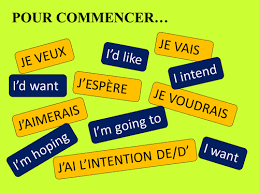 POUR COMMENCER...
JE VEUX
I'd like
JE VAIS
I'd want
J'ESPÈRE
I intend
J'AIMERAIS
JE VOUDRAIS
I'm hoping
I'm going to
I want
J'AI L'INTENTION DE/D'